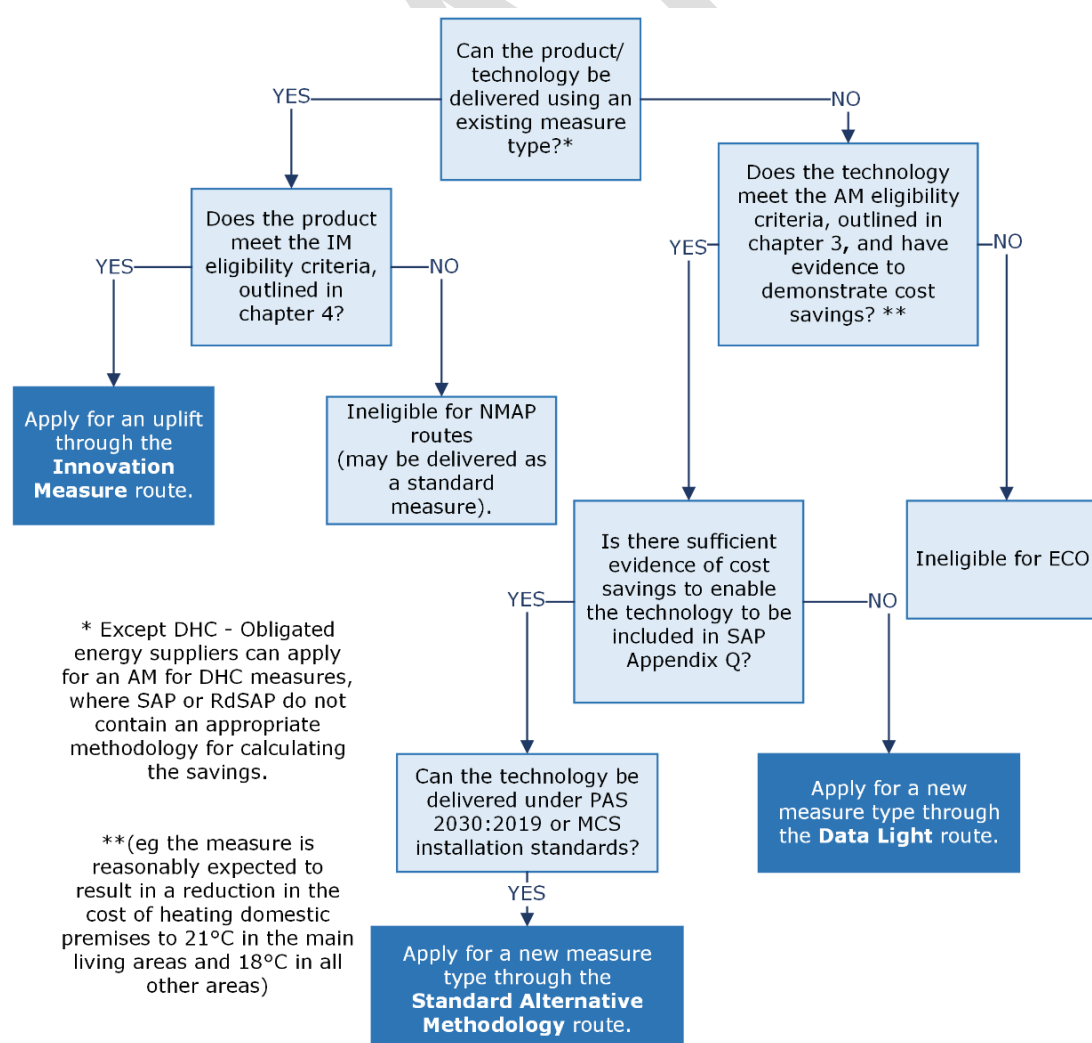 Can the product/
technology be
delivered using an
existing measure
type?*
YES
NO
Does the product
meet the IM
eligibility criteria,
outlined in
chapter 4?
Does the technology
meet the AM eligibility
criteria, outlined in
chapter 3, and have
evidence to
demonstrate cost
savings? **
YES
NO
YES
NO
Apply for an uplift
through the
Innovation
Measure route.
Ineligible for NMAP
routes
(may be delivered as
a standard
measure).
Is there sufficient
evidence of cost
savings to enable
the technology to be
included in SAP
Appendix Q?
Ineligible for ECO
YES
NO
* Except DHC - Obligated
energy suppliers can apply
for an AM for DHC measures,
where SAP or RdSAP do not
contain an appropriate
methodology for calculating
the savings.
Can the technology be
delivered under PAS
2030:2019 or MCS
installation standards?
Apply for a new
measure type through
the Data Light route.
YES
**(eg the measure is
reasonably expected to
result in a reduction in the
cost of heating domestic
premises to 21°C in the main
living areas and 18°C in all
other areas)
Apply for a new measure
type through the
Standard Alternative
Methodology route.